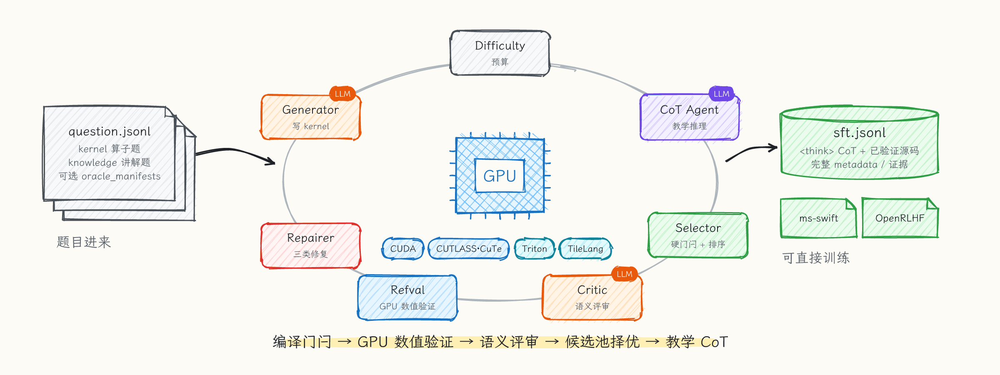 Difficulty
预算
LLM
Generator
写 kernel
LLM
CoT Agent
教学推理
question.jsonl
kernel 算子题
knowledge 讲解题
可选 oracle_manifests
题目进来
GPU
sft.jsonl
<think> CoT + 已验证源码
完整 metadata / 证据
ms-swift
OpenRLHF
可直接训练
Repairer
三类修复
CUDA
CUTLASS·CuTe
Triton
TileLang
Selector
硬门闩 + 排序
Refval
GPU 数值验证
LLM
Critic
语义评审
编译门闩 → GPU 数值验证 → 语义评审 → 候选池择优 → 教学 CoT